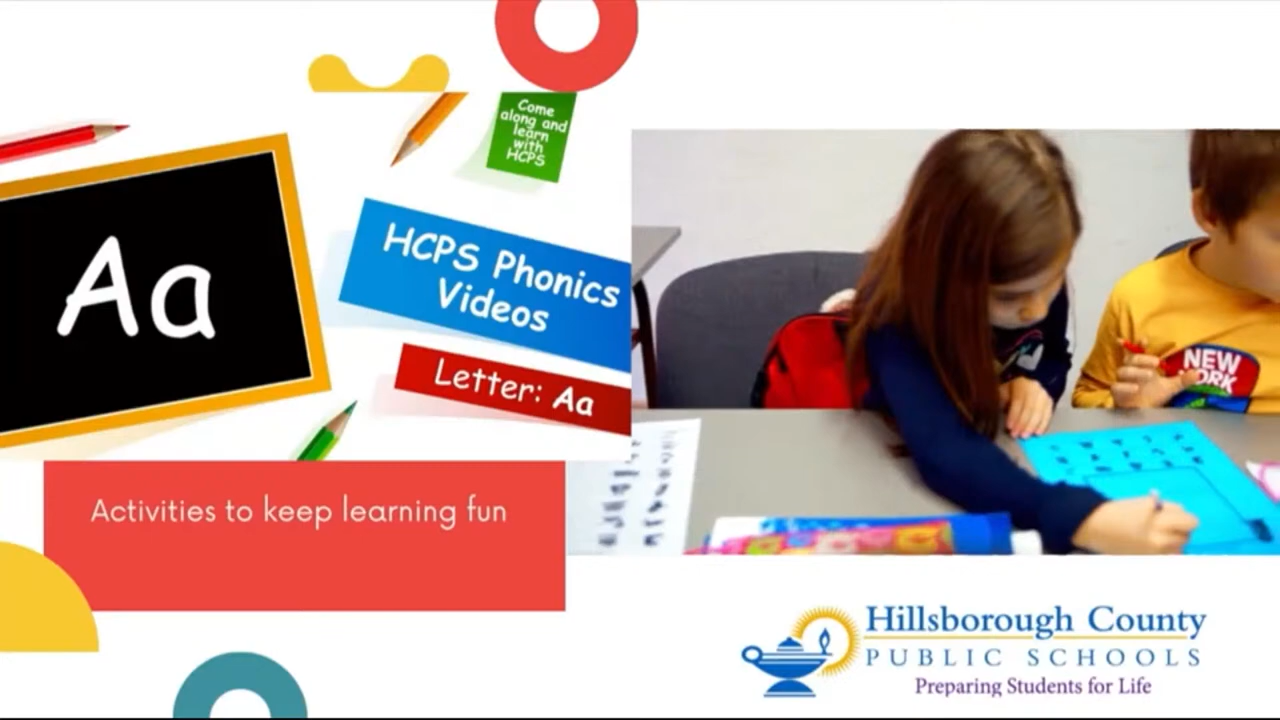 Come
along and
learn
with
HCPS
Aa
HCPS Phonics
Videos
Letter: Aa
NEW
YORK
Activities to keep learning fun
Hillsborough County
PUBLIC SCHOOLS
Preparing Students for Life